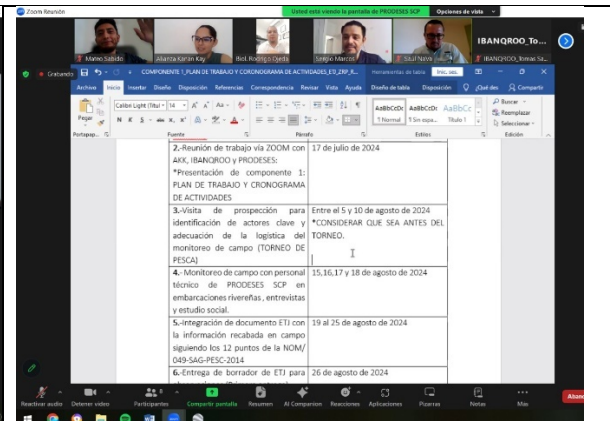 Zoom Reunión
Usted está viendo la pantalla de PRODESES SCP
Opciones de vista
Mateo Sabido
Alianza Kanan Kay
Biol. Rodrigo Ojeda
Sergio Marcos
Sitlal Nava
IBANQROO_To...
IBANQROO_Tomas Sa...
Grabando
COMPONENTE 1_PLAN DE TRABAJO Y CORONOGRAMA DE ACTIVIDADES_ED_ZRP_R...
Herramientas de tabla
Inic. ses.
Archivo Inicio Insertar Diseño Disposición Referencias Correspondencia Revisar Vista Ayuda Diseño de tabla Disposición ¿Qué des Compartir
Calibri Light (Títul 14
Pegar
N K S
AaBbCcDc AaBbCcDc AaBbCc
1 Normal 1 Sin espa... Título 1
Buscar
Reemplazar
Seleccionar
Portapap... Fuente Párrafo Estilos Edición
2.-Reunión de trabajo vía ZOOM con AKK, IBANQROO y PRODESES:
*Presentación de componente 1: PLAN DE TRABAJO Y CRONOGRAMA DE ACTIVIDADES
17 de julio de 2024
3.-Visita de prospección para identificación de actores clave y adecuación de la logística del monitoreo de campo (TORNEO DE PESCA)
Entre el 5 y 10 de agosto de 2024
*CONSIDERAR QUE SEA ANTES DEL TORNEO.
4.- Monitoreo de campo con personal técnico de PRODESES SCP en embarcaciones rivereñas, entrevistas y estudio social.
15,16,17 y 18 de agosto de 2024
5.-Integración de documento ETJ con la información recabada en campo siguiendo los 12 puntos de la NOM/ 049-SAG-PESC-2014
19 al 25 de agosto de 2024
6.-Entrega de borrador de ETJ para
26 de agosto de 2024
Reactivar audio
Detener video
Participantes
Compartir pantalla
Resumen
AI Companion
Reacciones
Aplicaciones
Pizarras
Notas
Más